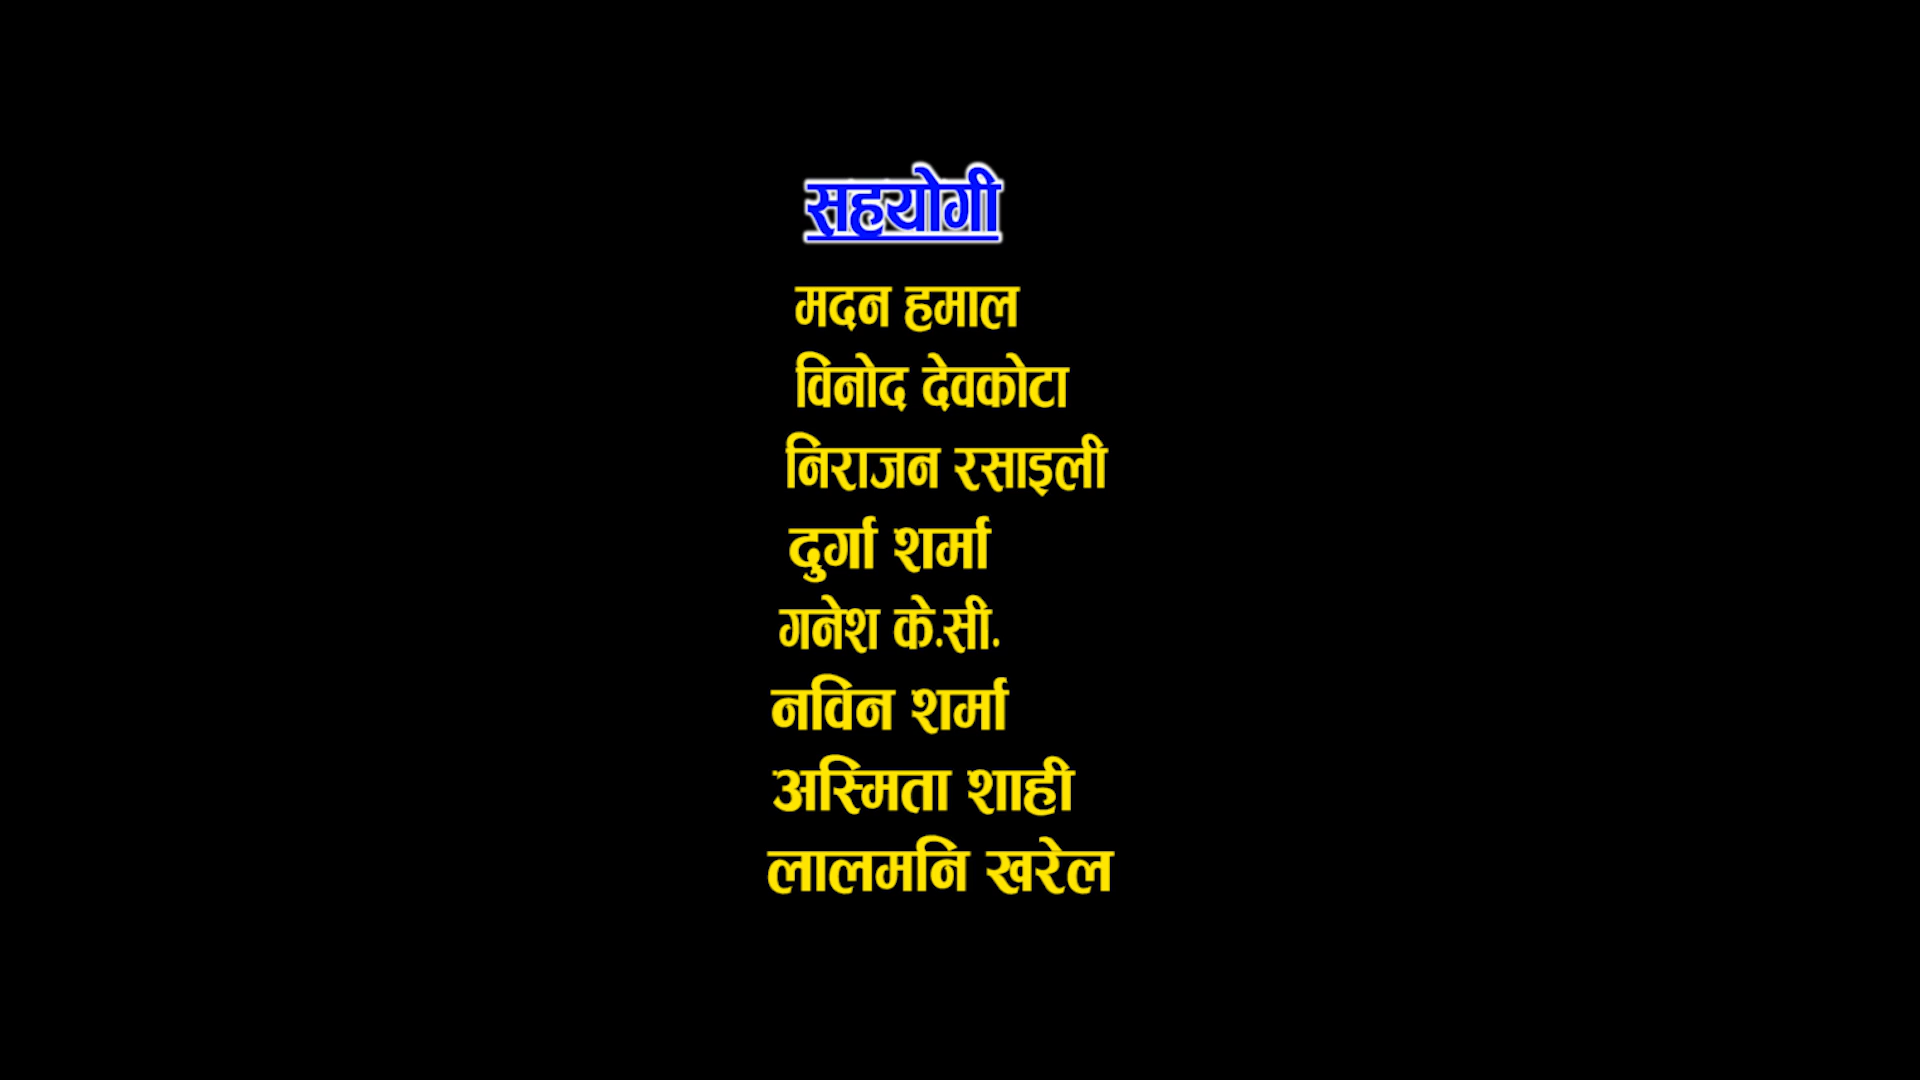 सहयोगी
मदन हमाल
विनोद देवकोटा
निराजन रसाइली
दुर्गा शर्मा
गनेश के.सी.
नविन शर्मा
अस्मिता शाही
लालमनि खरेल